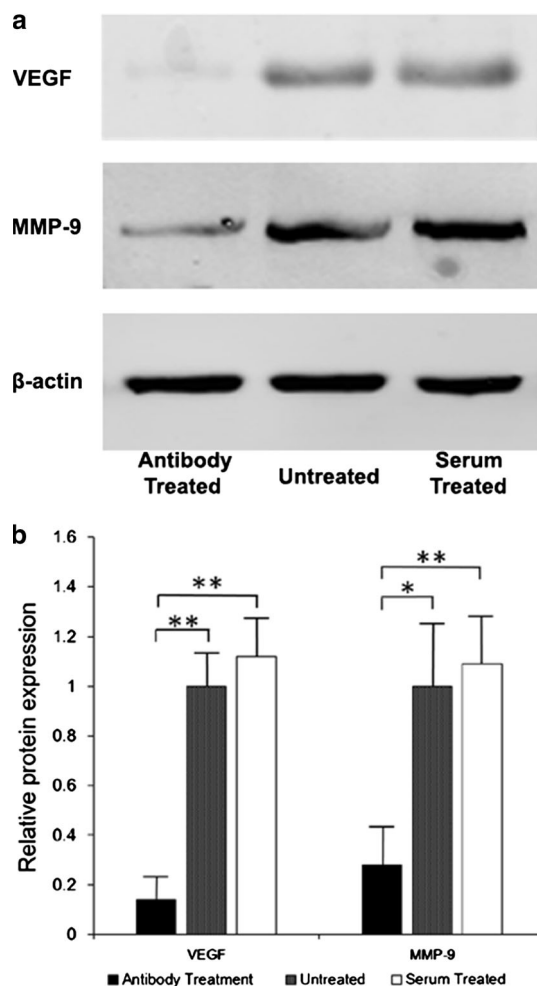 a
VEGF
MMP-9
β-actin
Antibody Treated
Untreated
Serum Treated
b
Relative protein expression
1.6
1.4
1.2
1
0.8
0.6
0.4
0.2
0
**
**
**
*
VEGF
MMP-9
Antibody Treatment
Untreated
Serum Treated